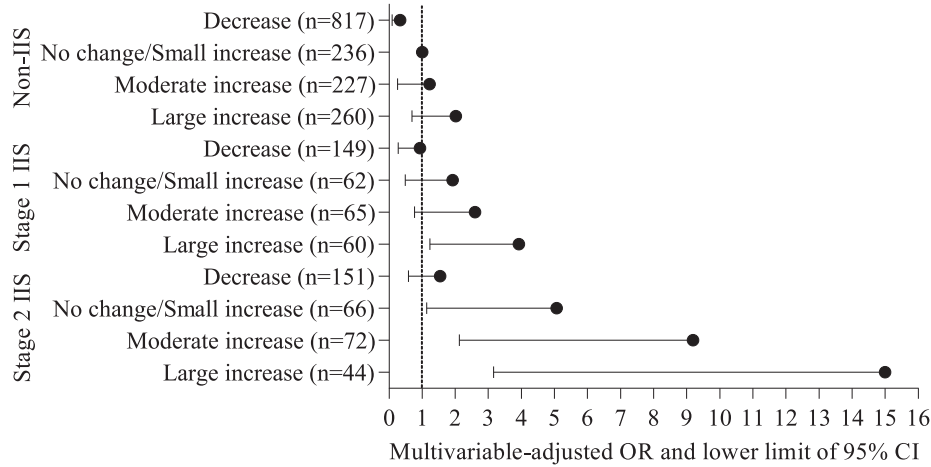 Non-IIS
Decrease (n=817)
No change/Small increase (n=236)
Moderate increase (n=227)
Large increase (n=260)
Stage 1 IIS
Decrease (n=149)
No change/Small increase (n=62)
Moderate increase (n=65)
Large increase (n=60)
Stage 2 IIS
Decrease (n=151)
No change/Small increase (n=66)
Moderate increase (n=72)
Large increase (n=44)
0 1 2 3 4 5 6 7 8 9 10 11 12 13 14 15 16
Multivariable-adjusted OR and lower limit of 95% CI